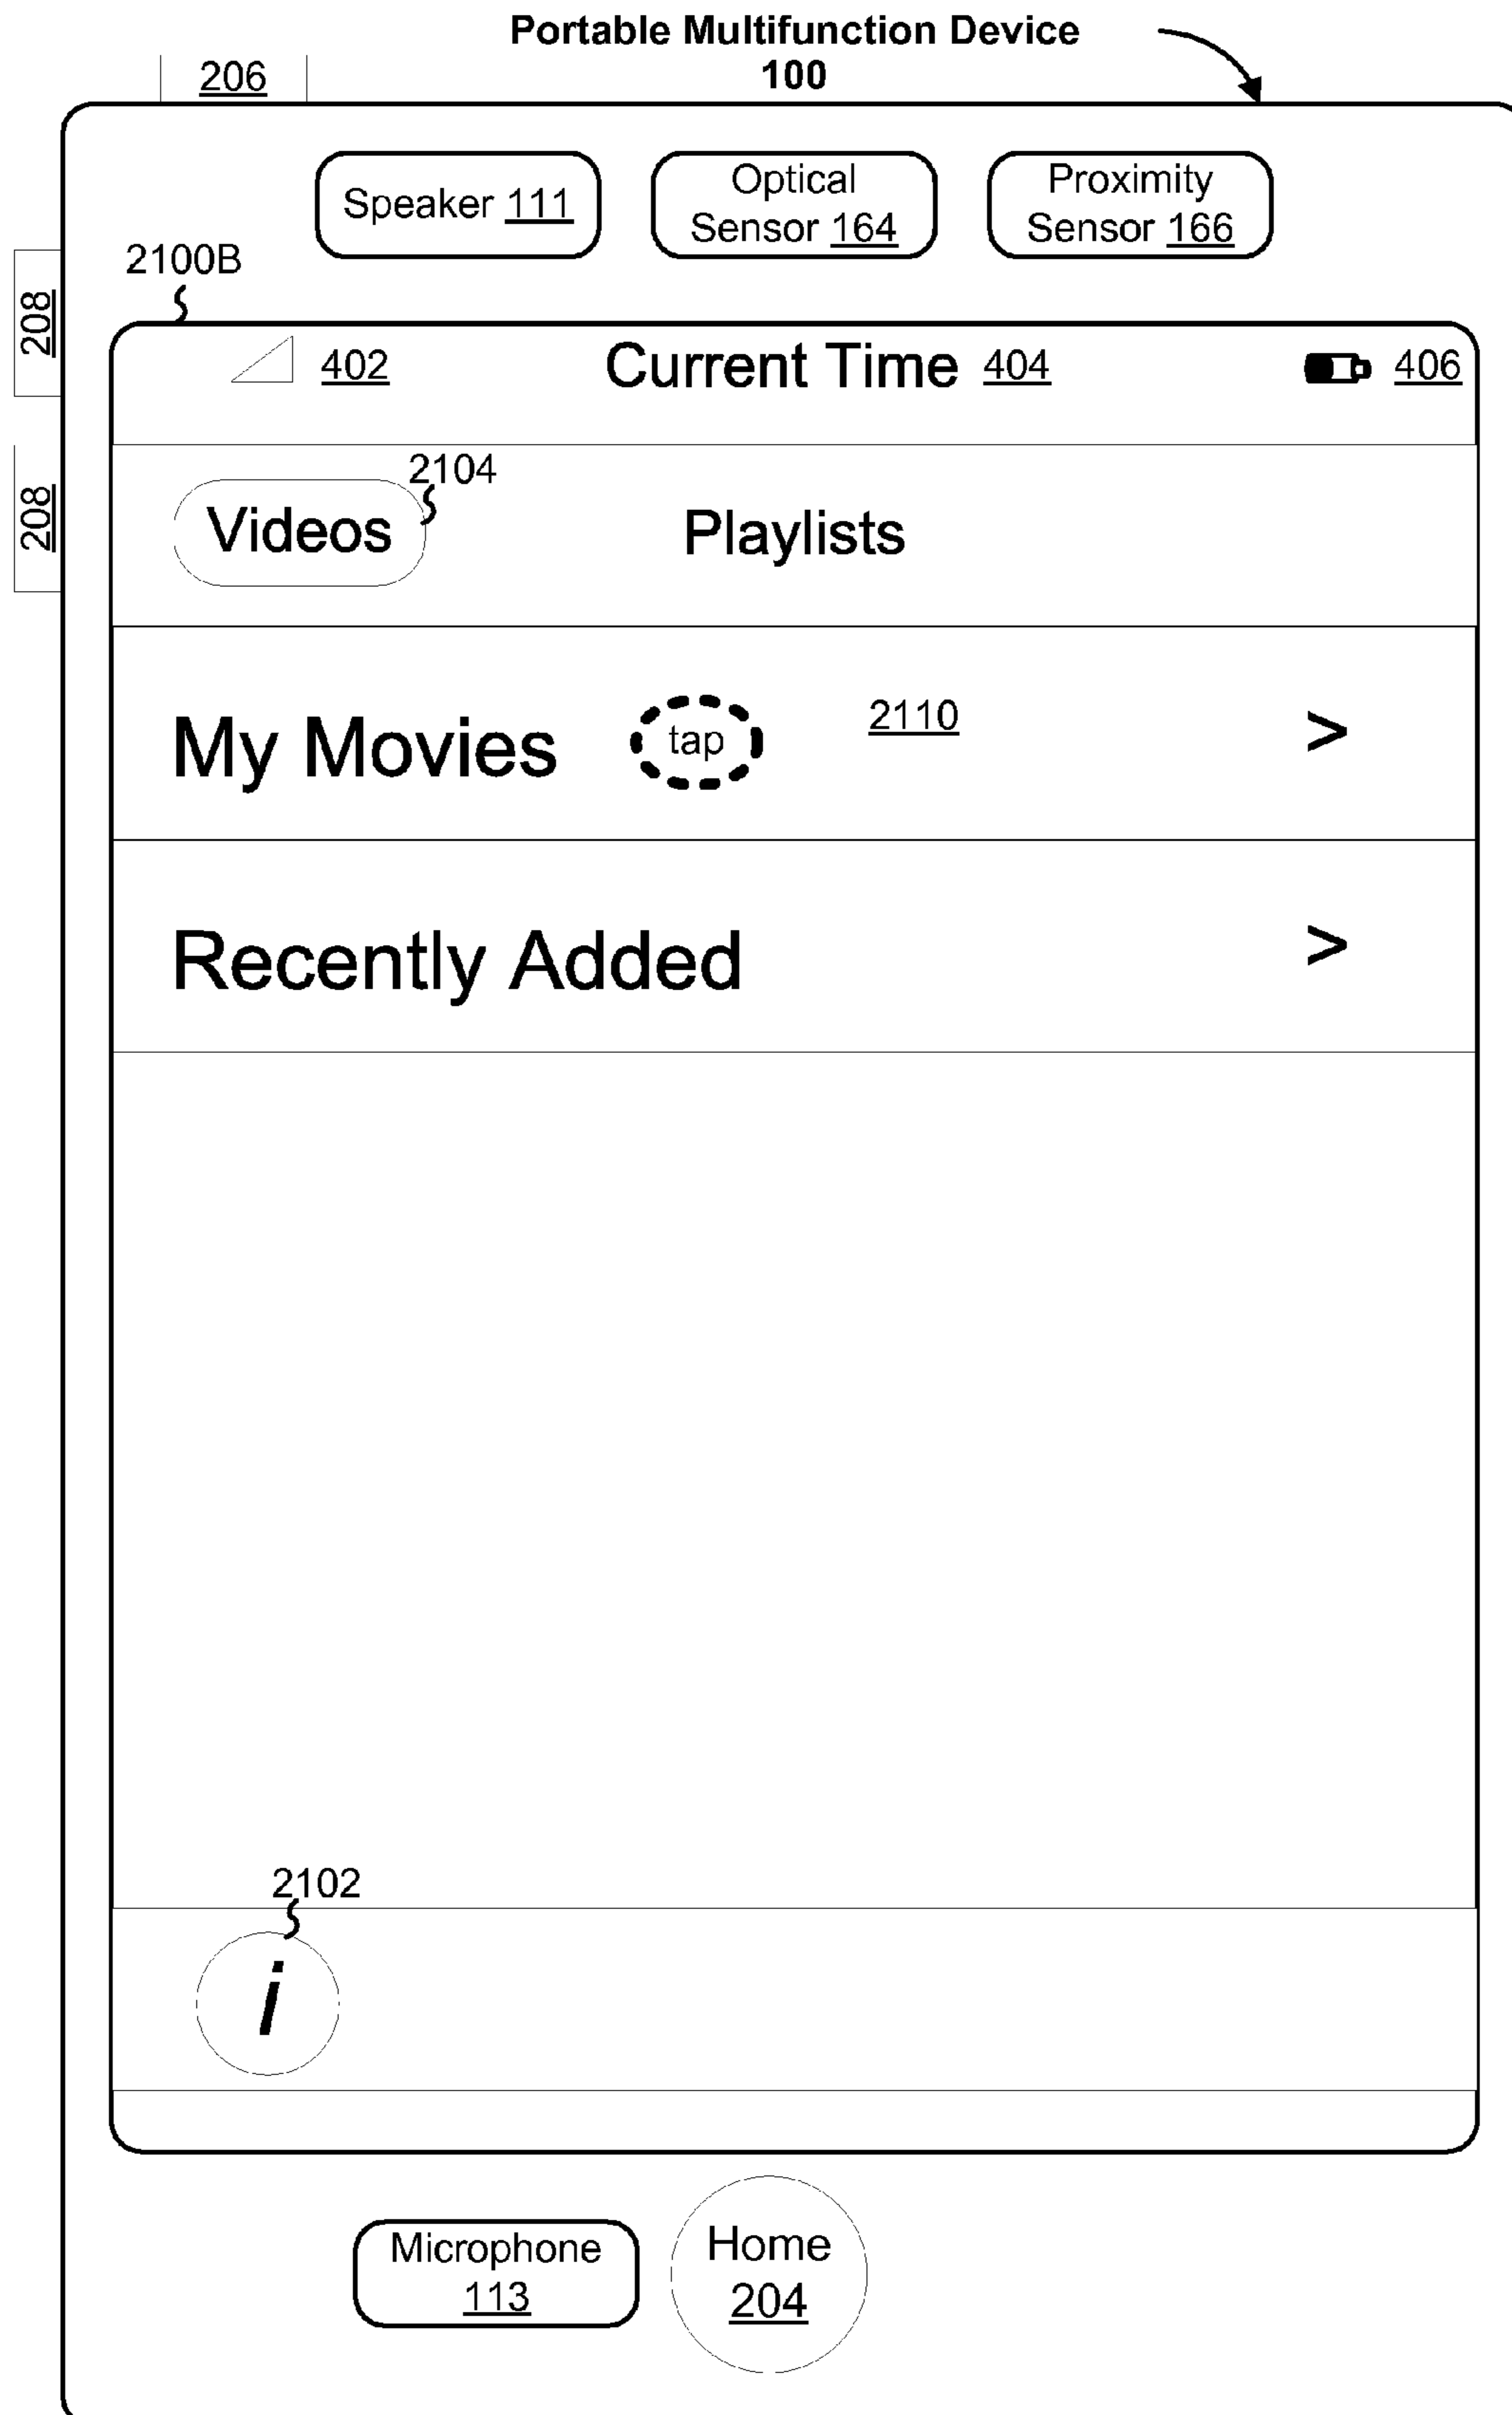 Portable Multifunction Device
100
206
Speaker 111
Optical
Sensor 164
Proximity
Sensor 166
2100B
208
402
Current Time 404
406
208
2104
Videos
Playlists
My Movies
tap
2110
>
Recently Added
>
2102
i
Microphone
113
Home
204